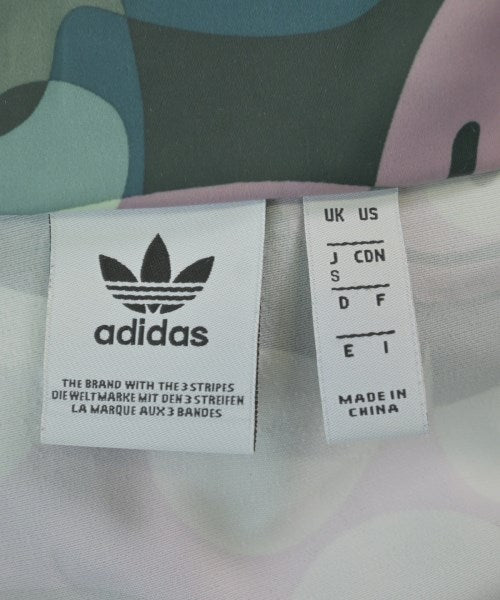 adidas
THE BRAND WITH THE 3 STRIPES
DIE WELTMARKE MIT DEN 3 STREIFEN
LA MARQUE AUX 3 BANDES
UK US
J CDN
S
D F
E I
MADE IN
CHINA